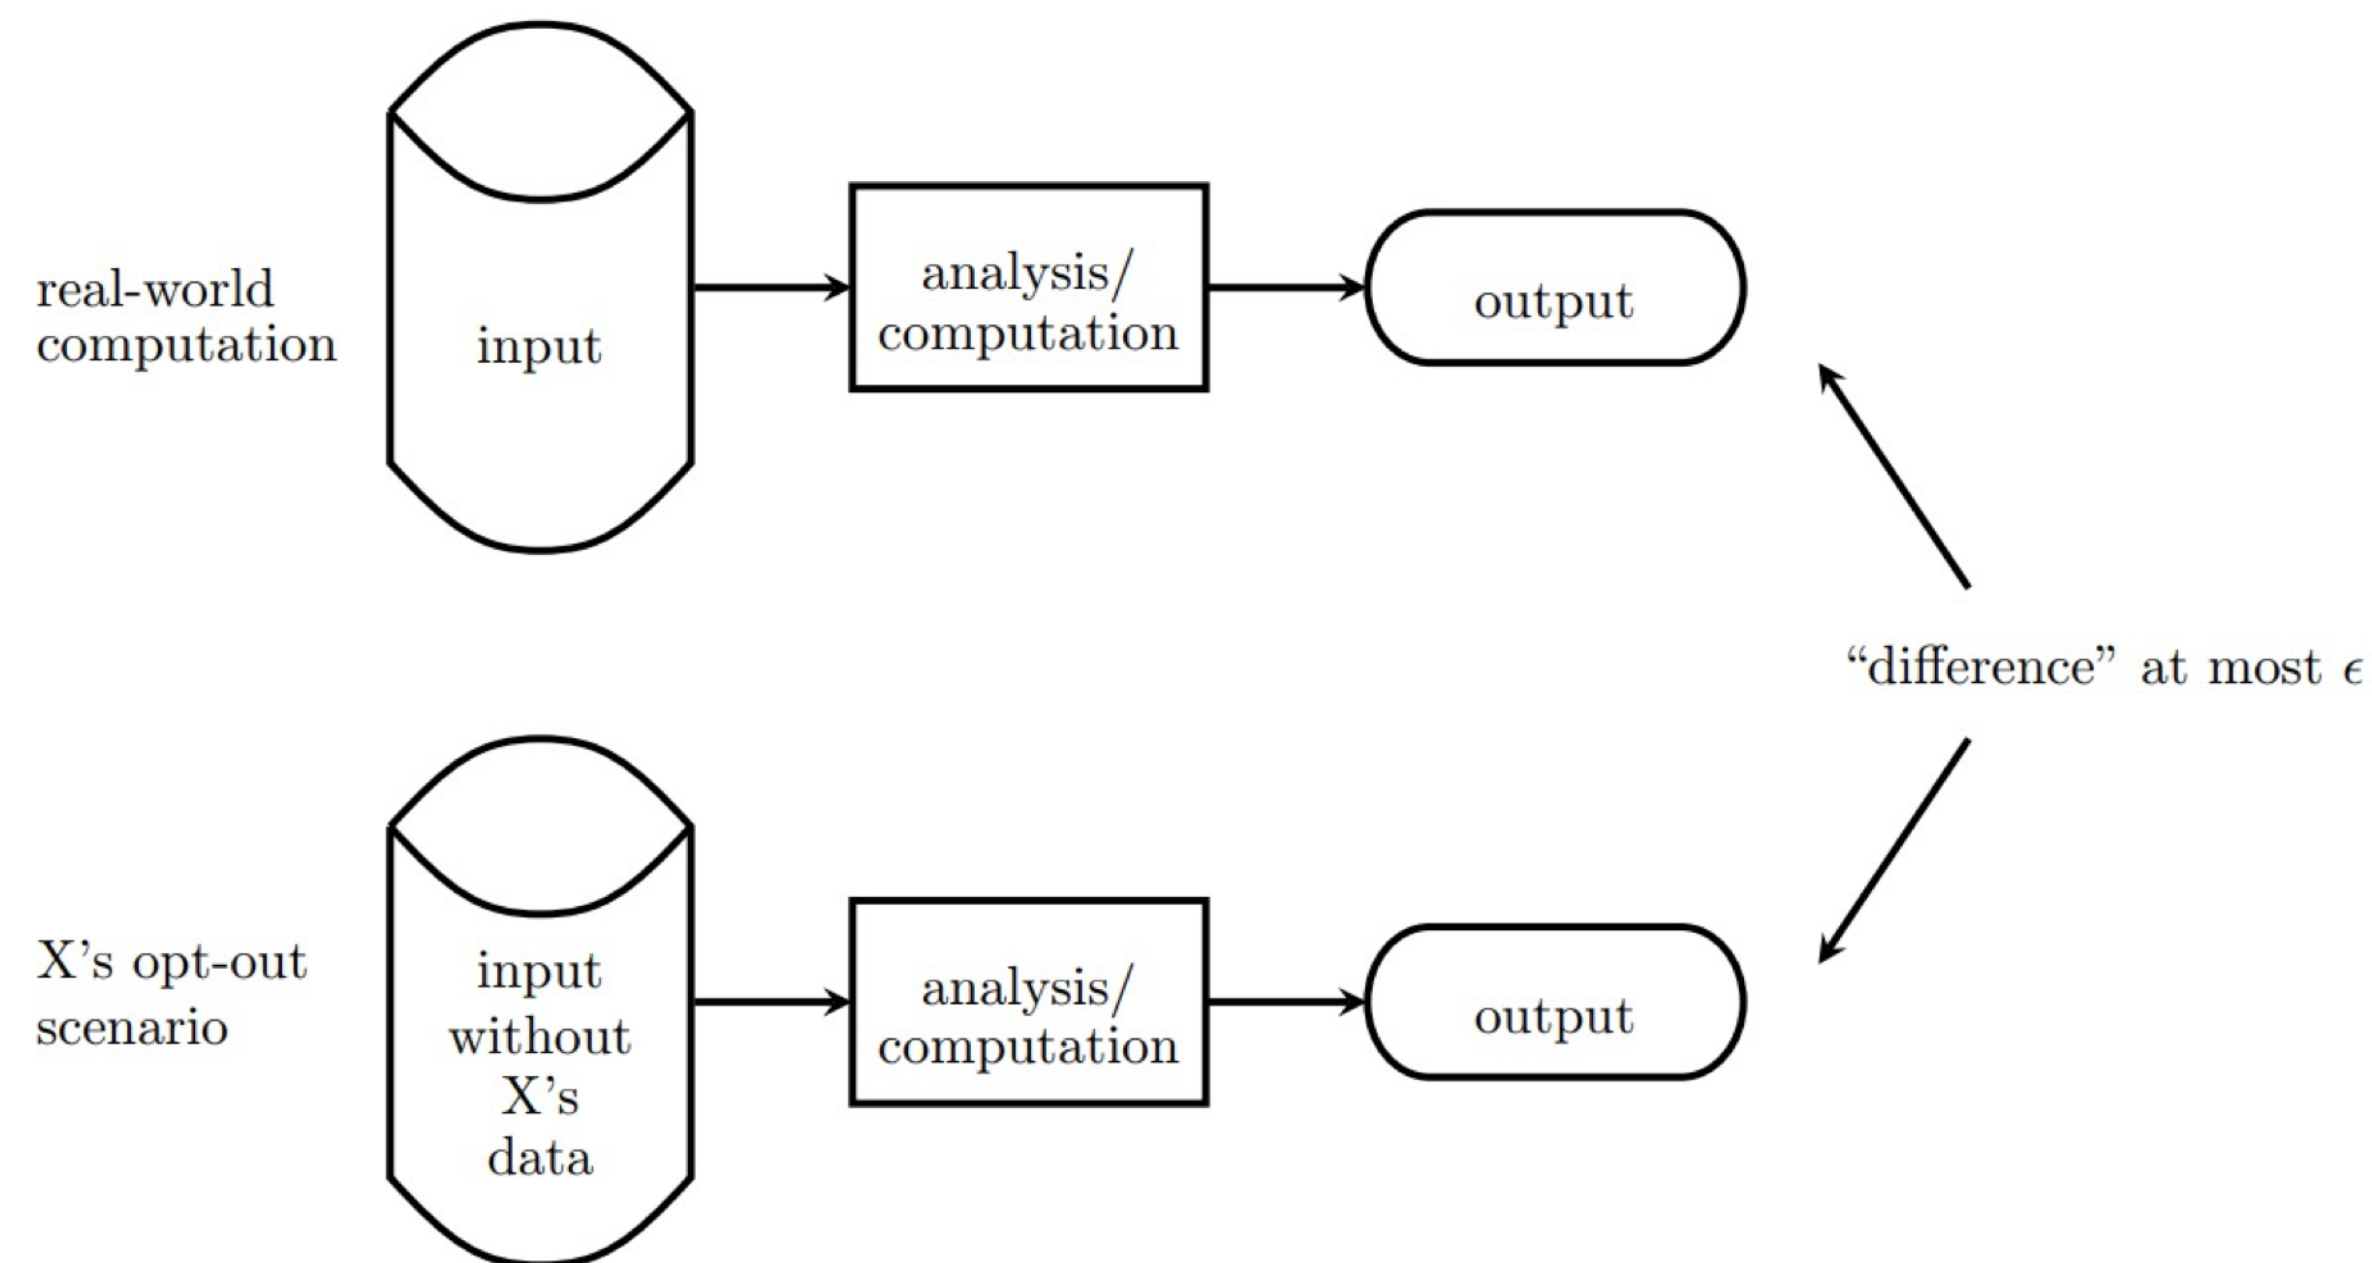 real-world
computation
input
analysis/
computation
output
“difference” at most ϵ
X’s opt-out
scenario
input
without
X’s
data
analysis/
computation
output